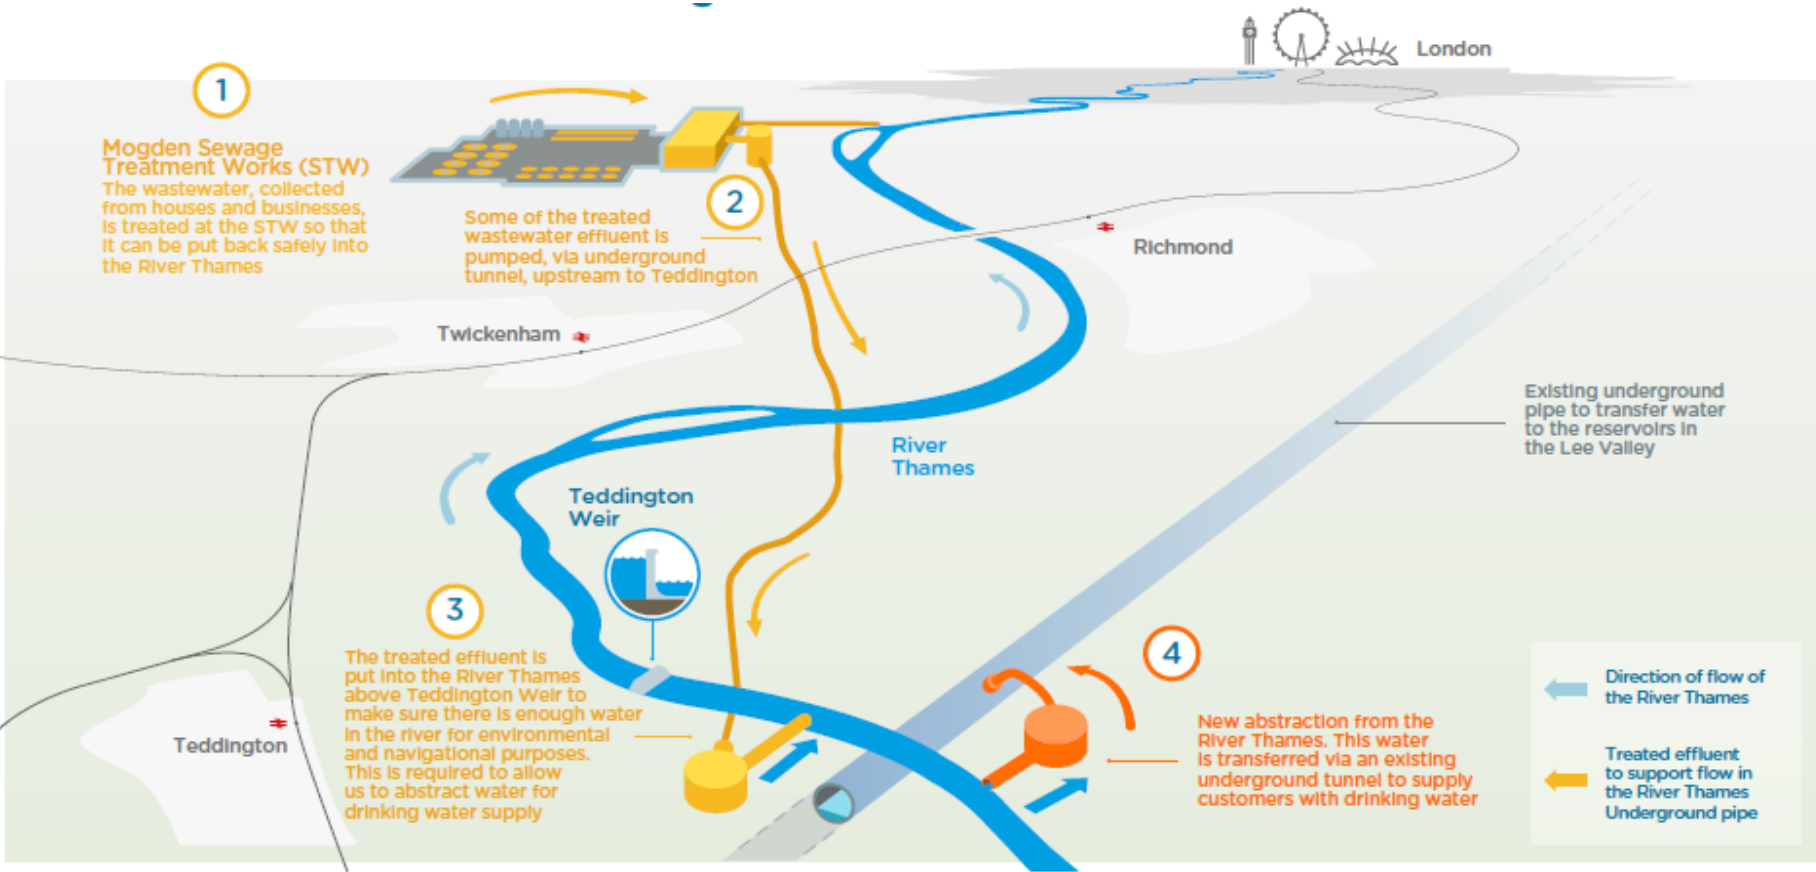 London
1
Mogden Sewage
Treatment Works (STW)
The wastewater, collected
from houses and businesses,
is treated at the STW so that
it can be put back safely into
the River Thames
2
Some of the treated
wastewater effluent is
pumped, via underground
tunnel, upstream to Teddington
Richmond
Twickenham
Existing underground
pipe to transfer water
to the reservoirs in
the Lee Valley
River
Thames
Teddington
Weir
3
The treated effluent is
put into the River Thames
above Teddington Weir to
make sure there is enough water
in the river for environmental
and navigational purposes.
This is required to allow
us to abstract water for
drinking water supply
4
New abstraction from the
River Thames. This water
is transferred via an existing
underground tunnel to supply
customers with drinking water
Teddington
Direction of flow of
the River Thames
Treated effluent
to support flow in
the River Thames
Underground pipe